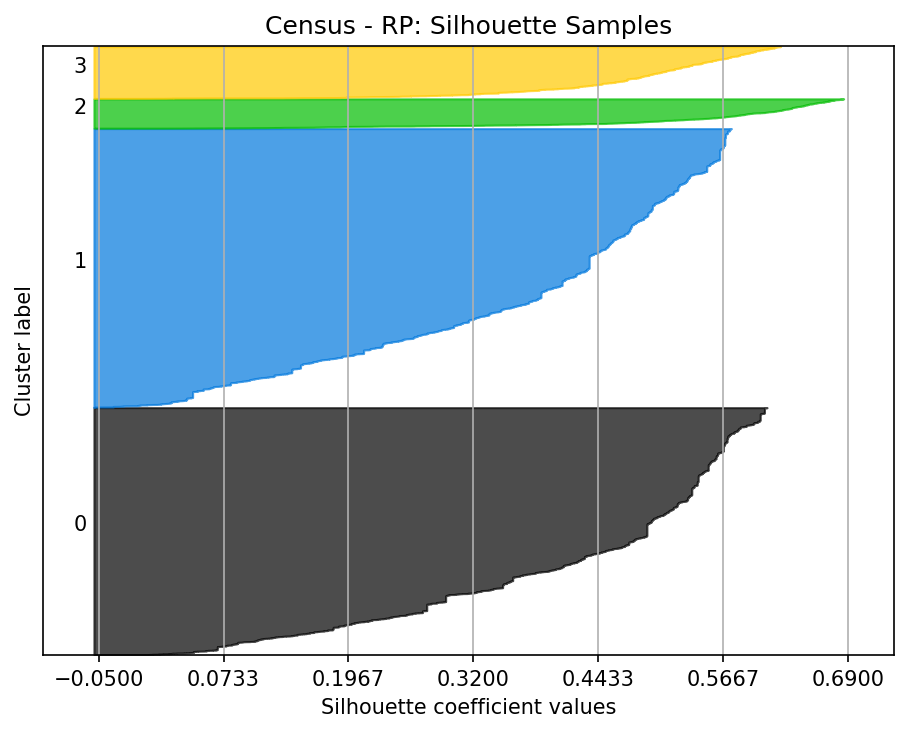 Census - RP: Silhouette Samples
3
2
1
0
Cluster label
−0.0500 0.0733 0.1967 0.3200 0.4433 0.5667 0.6900
Silhouette coefficient values